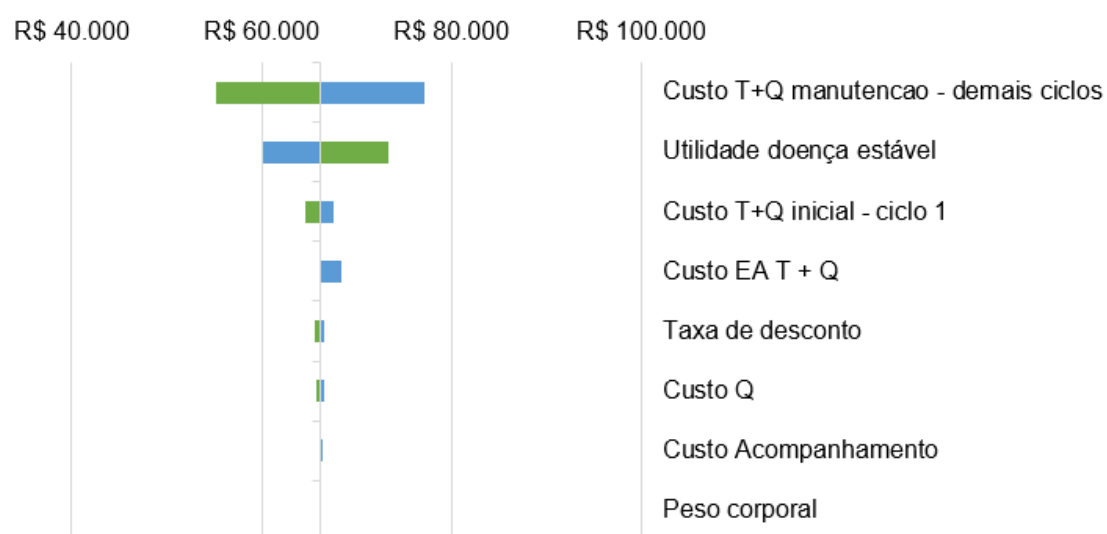 R$ 40.000 R$ 60.000 R$ 80.000 R$ 100.000
Custo T+Q manutencao - demais ciclos
Utilidade doença estável
Custo T+Q inicial - ciclo 1
Custo EA T + Q
Taxa de desconto
Custo Q
Custo Acompanhamento
Peso corporal